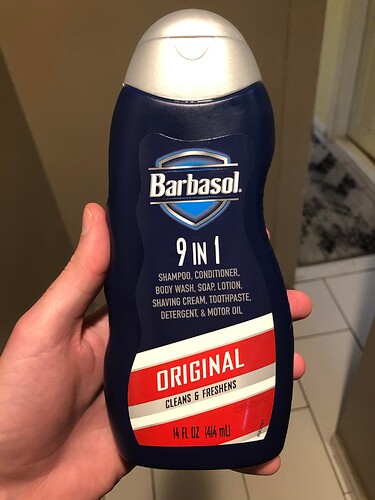 Barbasol.
9 IN 1
SHAMPOO, CONDITIONER,
BODY WASH, SOAP, LOTION,
SHAVING CREAM, TOOTHPASTE,
DETERGENT, & MOTOR OIL
ORIGINAL
CLEANS & FRESHENS
14 FL OZ (414 mL)